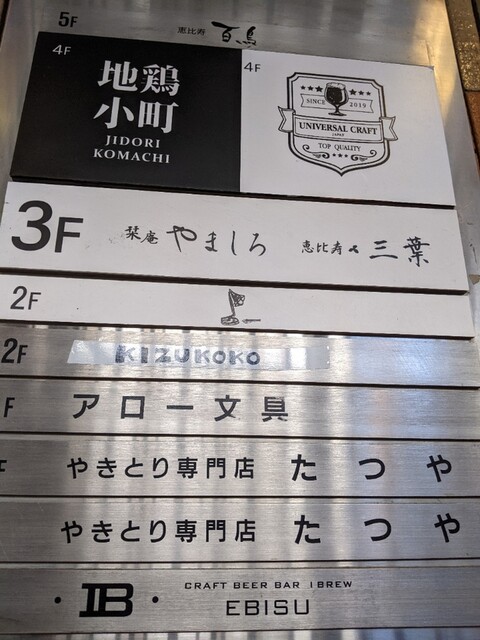 5F
恵比寿 百鳥
4F
地鶏
小町
JIDORI
KOMACHI
4F
SINCE 2019
UNIVERSAL CRAFT
JAPAN
TOP QUALITY
3F 栞庵 やましろ 恵比寿 三葉
2F
2F KIZUKOKO
F アロー文具
やきとり専門店 たつや
やきとり専門店 たつや
IB CRAFT BEER BAR IBREW
EBISU